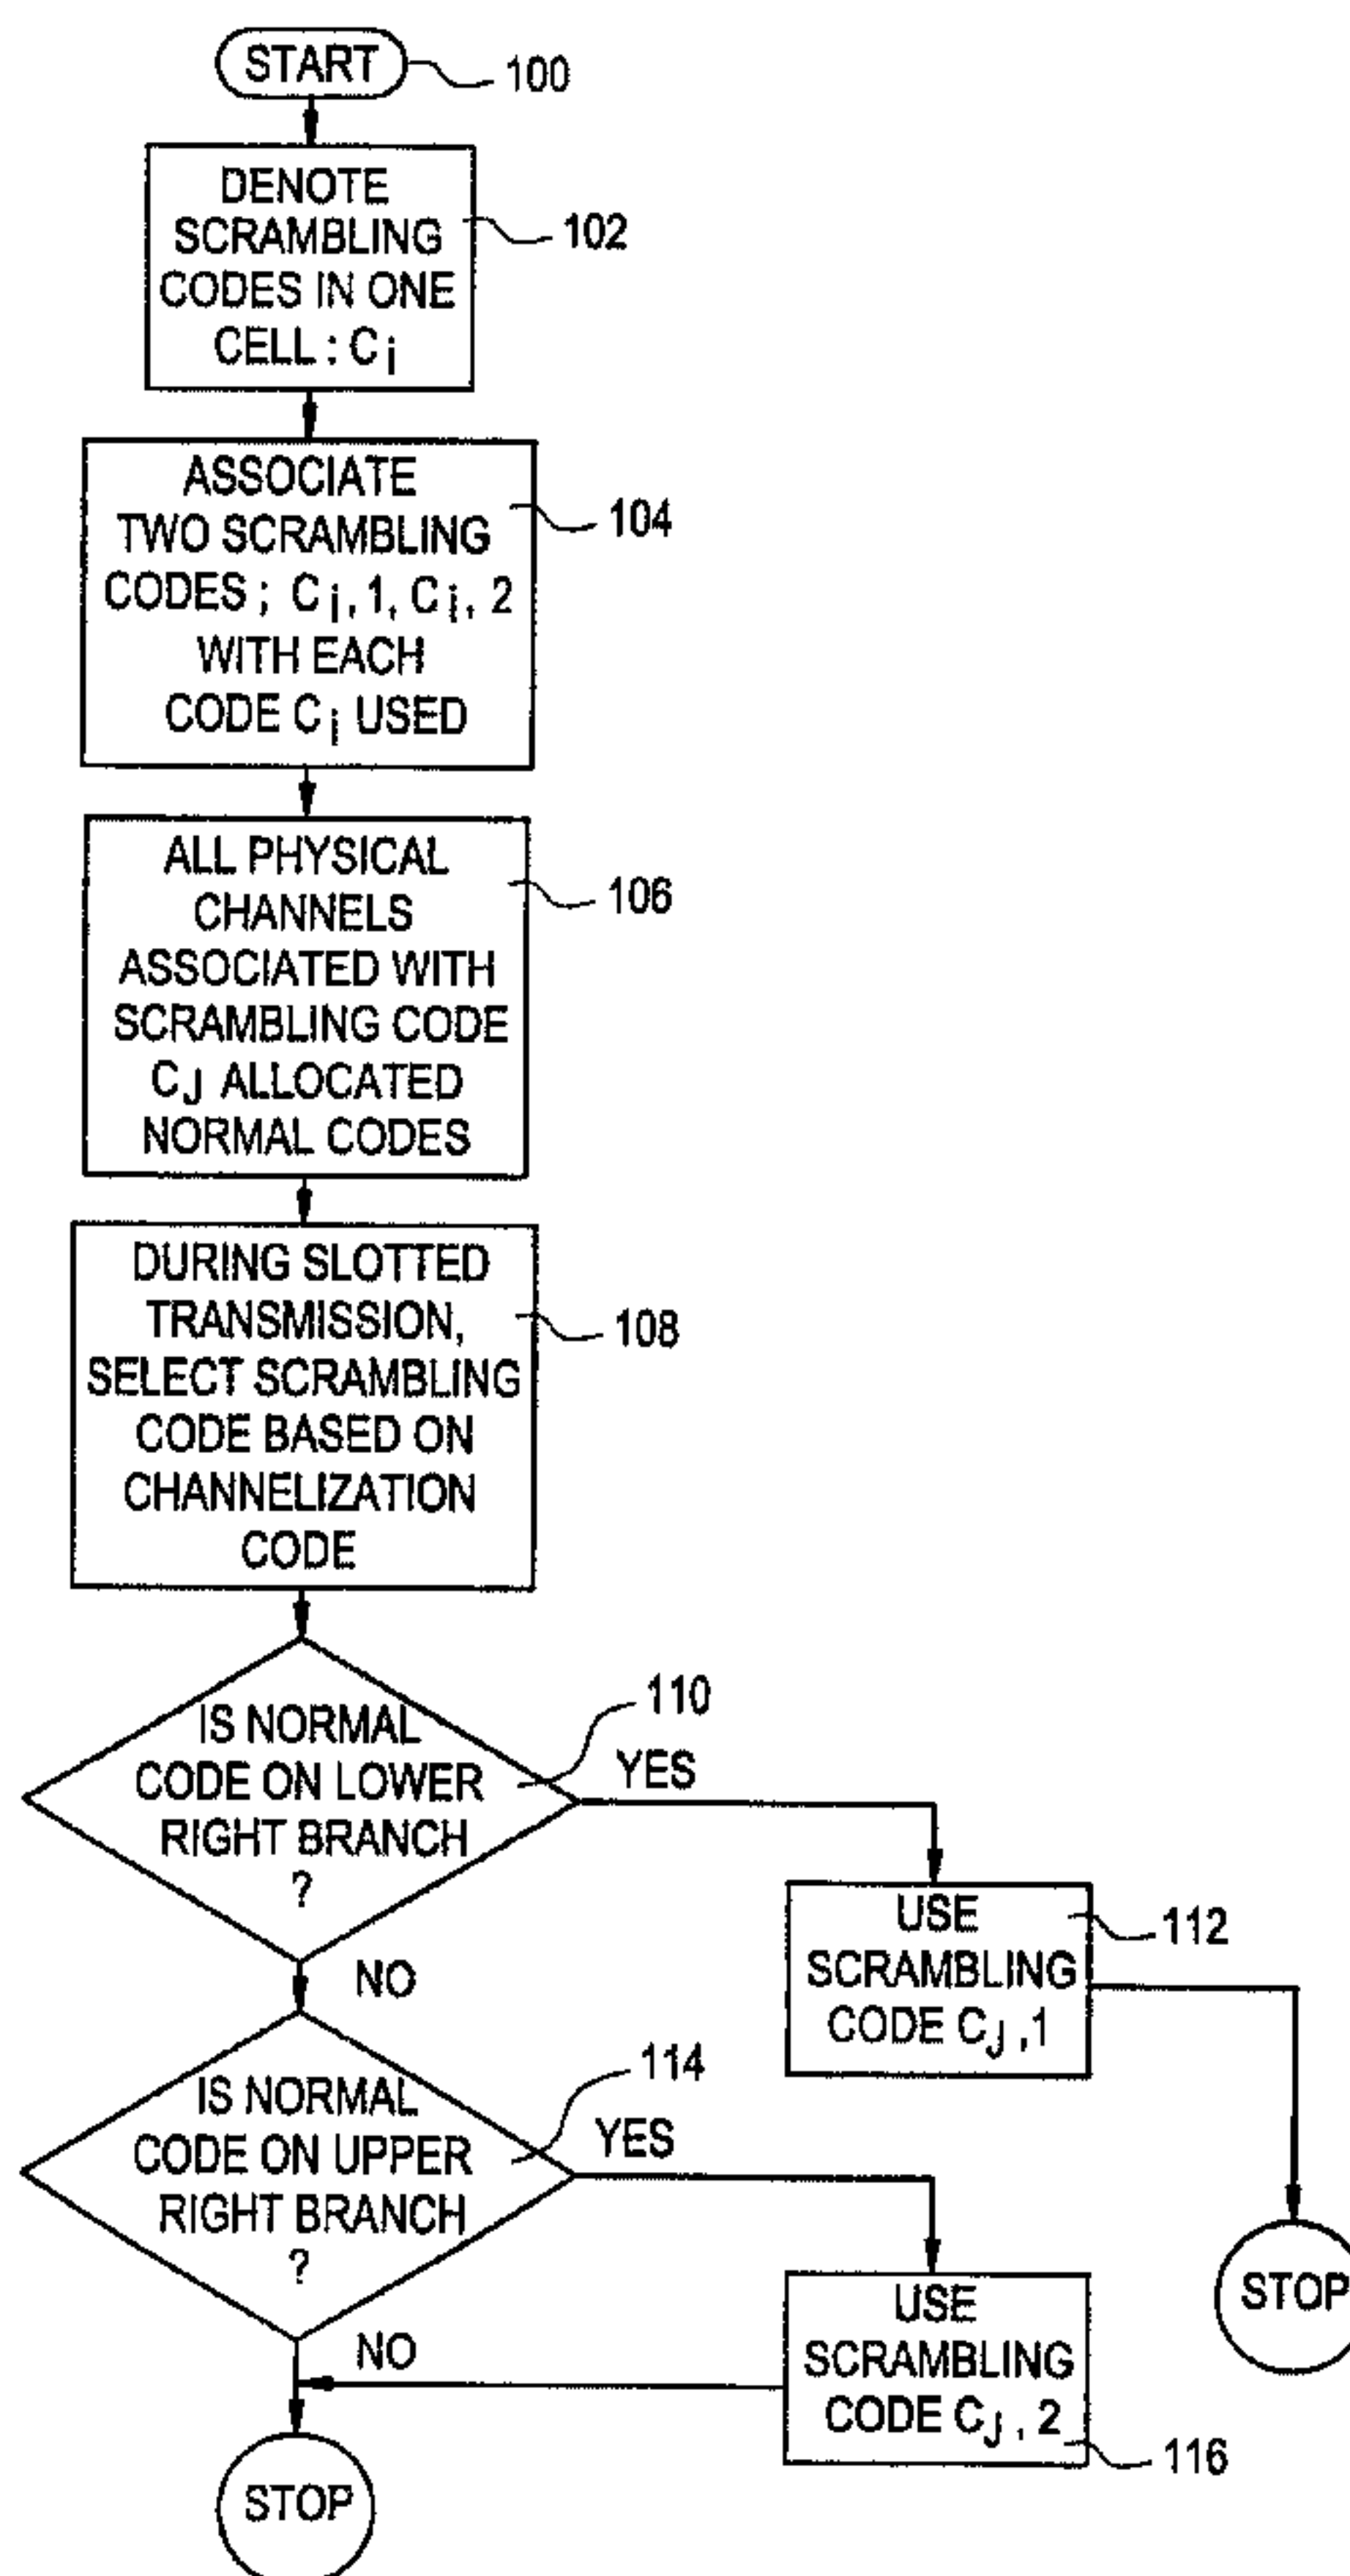 START
100
DENOTE
SCRAMBLING
CODES IN ONE
CELL : Ci
102
ASSOCIATE
TWO SCRAMBLING
CODES ; Ci, 1, Ci, 2
WITH EACH
CODE Ci USED
104
ALL PHYSICAL
CHANNELS
ASSOCIATED WITH
SCRAMBLING CODE
CJ ALLOCATED
NORMAL CODES
106
DURING SLOTTED
TRANSMISSION,
SELECT SCRAMBLING
CODE BASED ON
CHANNELIZATION
CODE
108
IS NORMAL
CODE ON LOWER
RIGHT BRANCH
?
110
YES
NO
USE
SCRAMBLING
CODE CJ ,1
112
STOP
IS NORMAL
CODE ON UPPER
RIGHT BRANCH
?
114
YES
NO
USE
SCRAMBLING
CODE CJ , 2
116
STOP